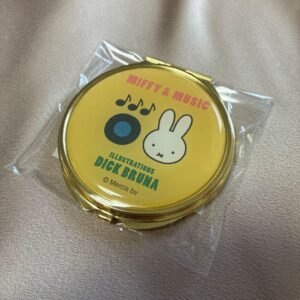 MIFFY & MUSIC
ILLUSTRATIONS
DICK BRUNA
© Mercis bv